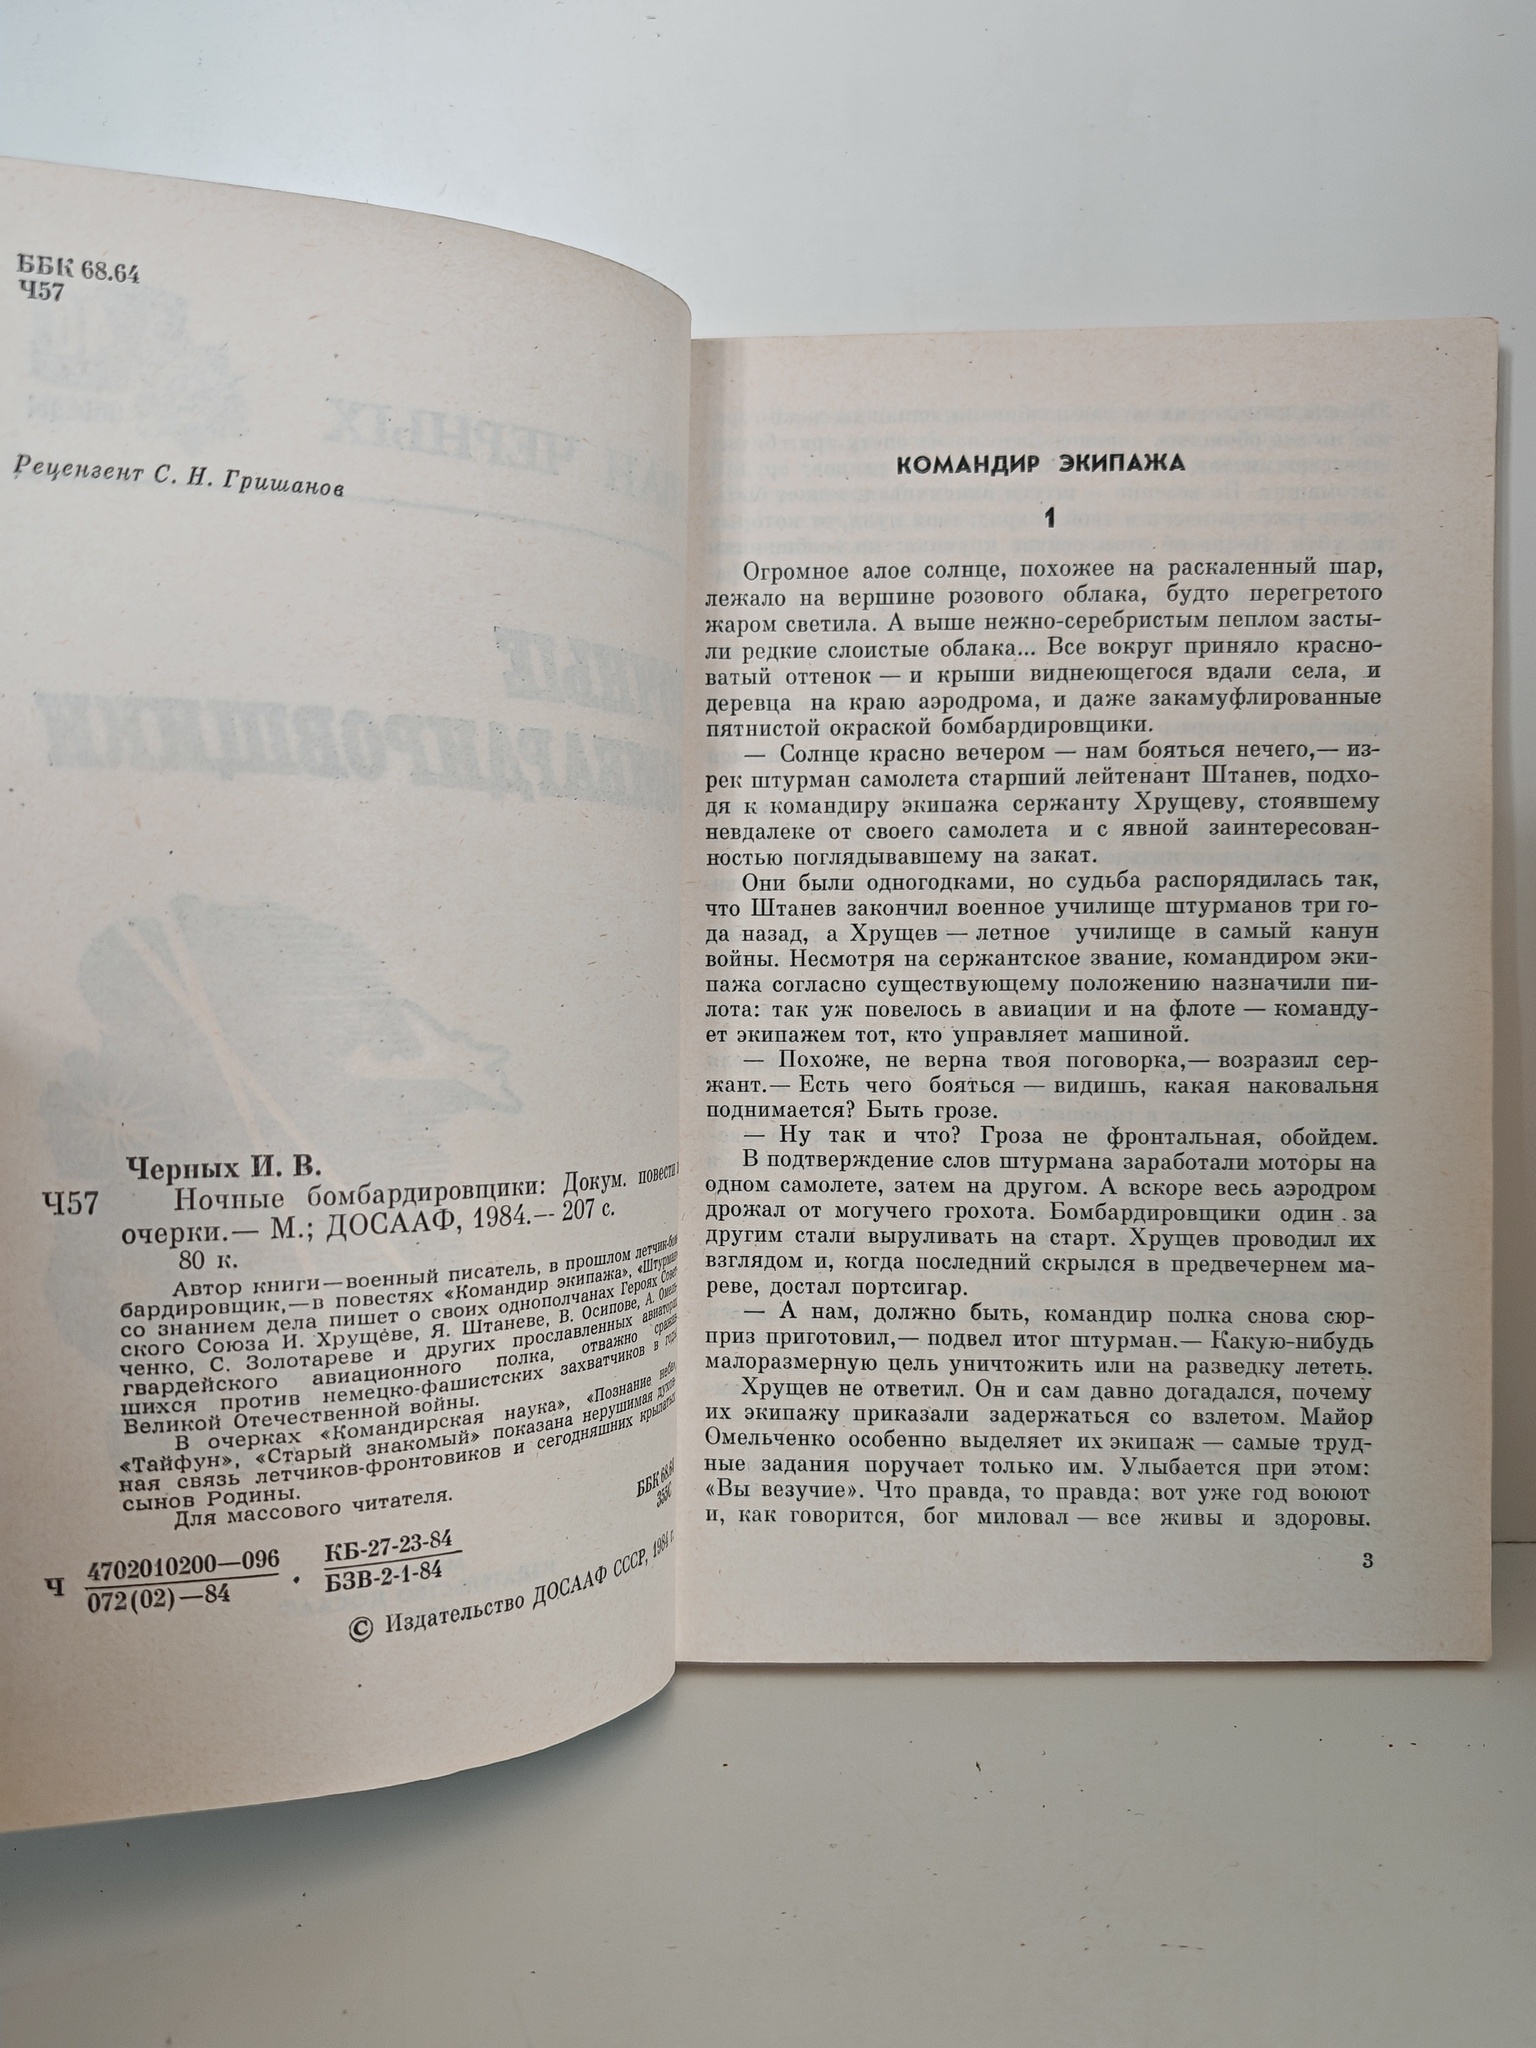 ББК 68.64
Ч57
Рецензент С. Н. Гришанов
Черных И. В.
Ч57 Ночные бомбардировщики: Докум. повести
очерки.— М.; ДОСААФ, 1984.— 207 с.
80 к.
Автор книги—военный писатель, в прошлом летчик-бом-
бардировщик,—в повестях «Командир экипажа», «Штурман»
со знанием дела пишет о своих однополчанах Героях Совет-
ского Союза И. Хрущёве, Я. Штаневе, В. Осипове, А. Омель-
ченко, С. Золотареве и других прославленных авиаторах
гвардейского авиационного полка, отважно сражав-
шихся против немецко-фашистских захватчиков в годы
Великой Отечественной войны.
В очерках «Командирская наука», «Познание неба»,
«Тайфун», «Старый знакомый» показана нерушимая духов-
ная связь летчиков-фронтовиков и сегодняшних крылатых
сынов Родины.
Для массового читателя.
ББК 68.64
355С
Ч 4702010200—096 КБ-27-23-84
072(02)—84 · БЗВ-2-1-84
© Издательство ДОСААФ СССР, 1984 г.
КОМАНДИР ЭКИПАЖА
1
Огромное алое солнце, похожее на раскаленный шар,
лежало на вершине розового облака, будто перегретого
жаром светила. А выше нежно-серебристым пеплом засты-
ли редкие слоистые облака... Все вокруг приняло красно-
ватый оттенок — и крыши виднеющегося вдали села, и
деревца на краю аэродрома, и даже закамуфлированные
пятнистой окраской бомбардировщики.
— Солнце красно вечером — нам бояться нечего,— из-
рек штурман самолета старший лейтенант Штанев, подхо-
дя к командиру экипажа сержанту Хрущеву, стоявшему
невдалеке от своего самолета и с явной заинтересован-
ностью поглядывавшему на закат.
Они были одногодками, но судьба распорядилась так,
что Штанев закончил военное училище штурманов три го-
да назад, а Хрущев — летное училище в самый канун
войны. Несмотря на сержантское звание, командиром эки-
пажа согласно существующему положению назначили пи-
лота: так уж повелось в авиации и на флоте — команду-
ет экипажем тот, кто управляет машиной.
— Похоже, не верна твоя поговорка,— возразил сер-
жант.— Есть чего бояться — видишь, какая наковальня
поднимается? Быть грозе.
— Ну так и что? Гроза не фронтальная, обойдем.
В подтверждение слов штурмана заработали моторы на
одном самолете, затем на другом. А вскоре весь аэродром
дрожал от могучего грохота. Бомбардировщики один за
другим стали выруливать на старт. Хрущев проводил их
взглядом и, когда последний скрылся в предвечернем ма-
реве, достал портсигар.
— А нам, должно быть, командир полка снова сюр-
приз приготовил,— подвел итог штурман.— Какую-нибудь
малоразмерную цель уничтожить или на разведку лететь.
Хрущев не ответил. Он и сам давно догадался, почему
их экипажу приказали задержаться со взлетом. Майор
Омельченко особенно выделяет их экипаж — самые труд-
ные задания поручает только им. Улыбается при этом:
«Вы везучие». Что правда, то правда: вот уже год воюют
и, как говорится, бог миловал — все живы и здоровы.
3